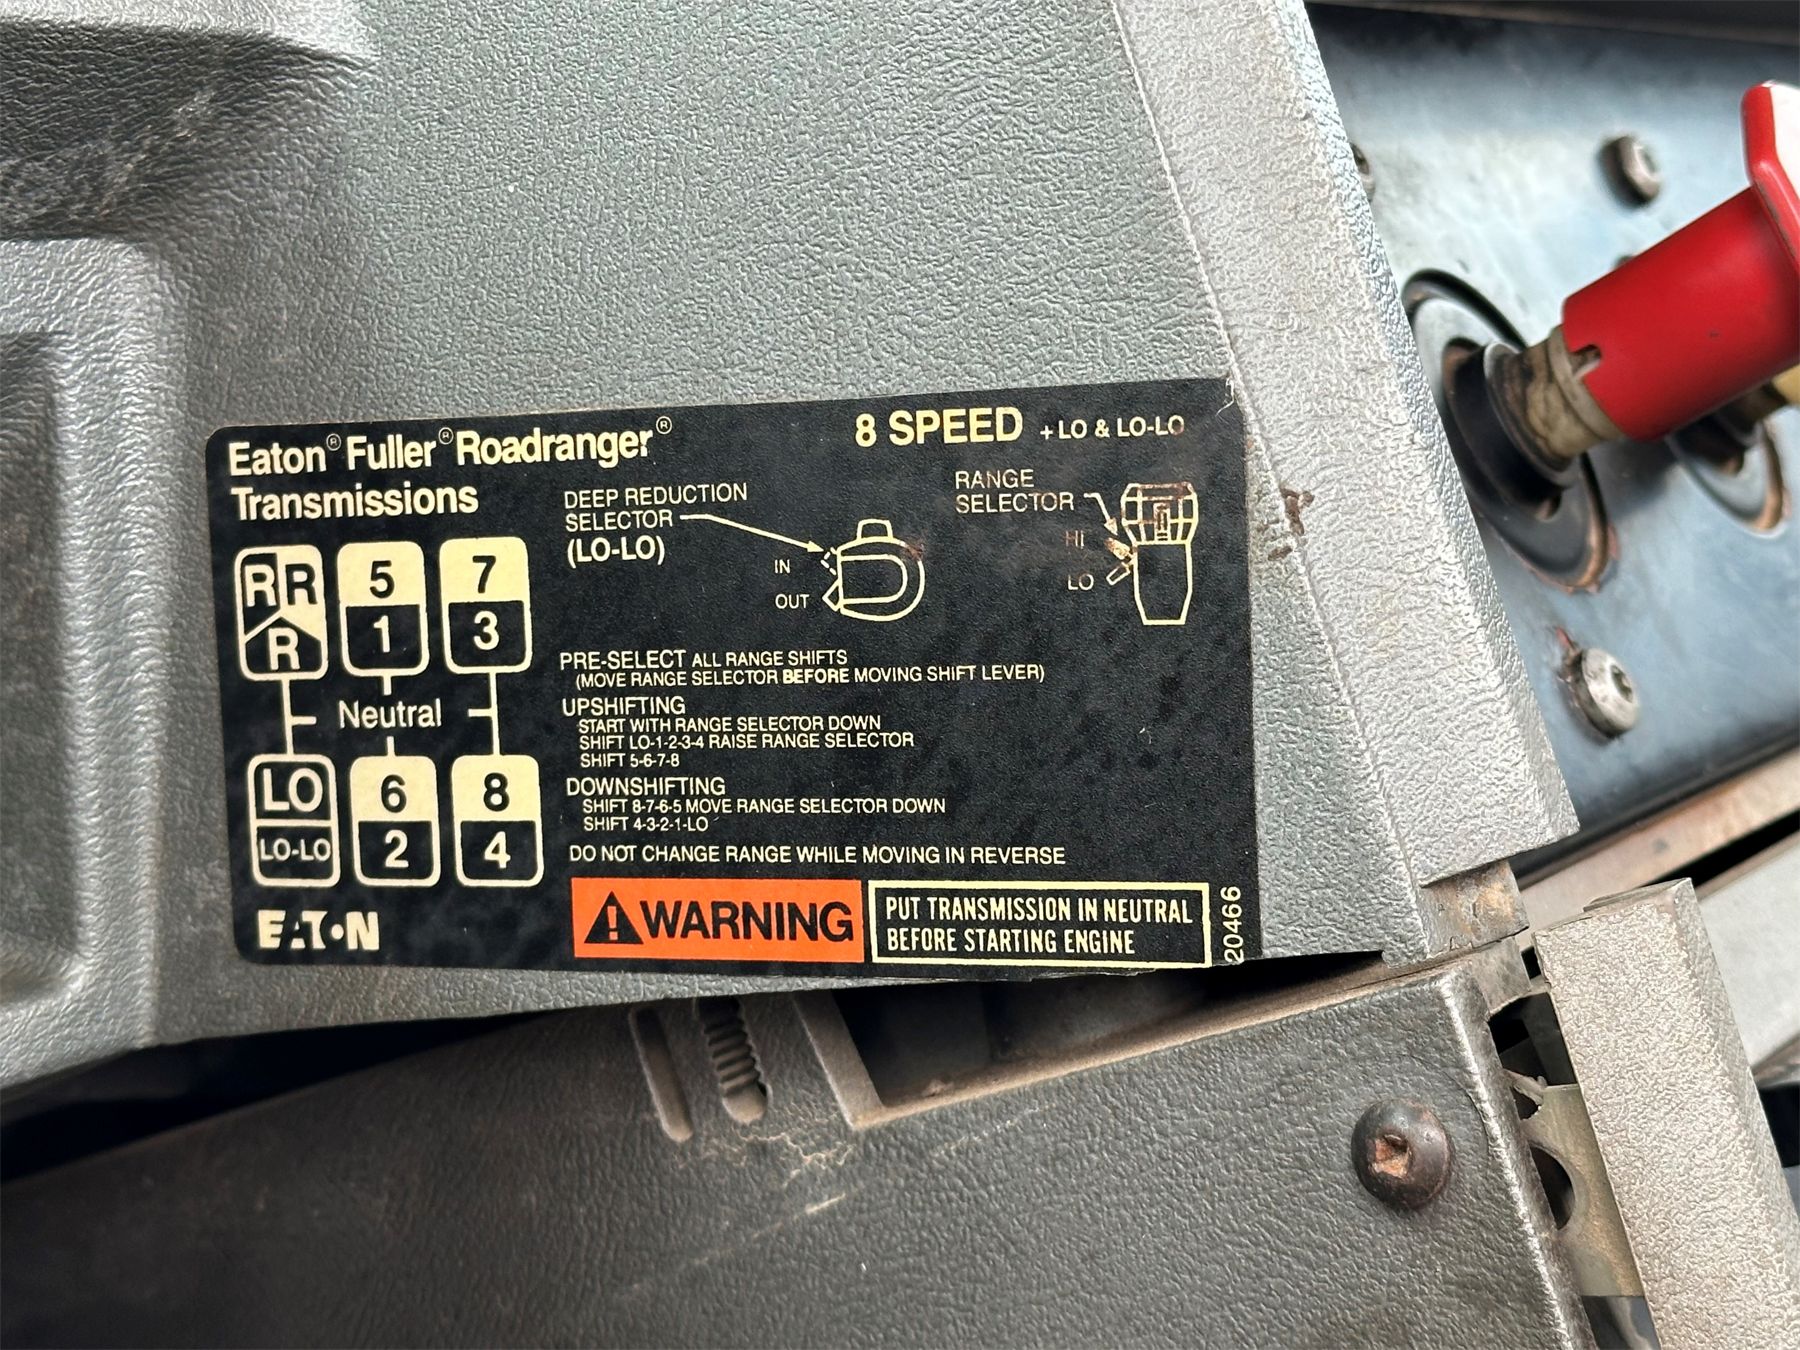 Eaton® Fuller® Roadranger®
Transmissions
8 SPEED + LO & LO-LO
DEEP REDUCTION
SELECTOR
(LO-LO)
IN
OUT
RANGE
SELECTOR
HI
LO
R R 5 7
R 1 3
Neutral
LO 6 8
LO-LO 2 4
EATON
PRE-SELECT ALL RANGE SHIFTS
(MOVE RANGE SELECTOR BEFORE MOVING SHIFT LEVER)
UPSHIFTING
START WITH RANGE SELECTOR DOWN
SHIFT LO-1-2-3-4 RAISE RANGE SELECTOR
SHIFT 5-6-7-8
DOWNSHIFTING
SHIFT 8-7-6-5 MOVE RANGE SELECTOR DOWN
SHIFT 4-3-2-1-LO
DO NOT CHANGE RANGE WHILE MOVING IN REVERSE
WARNING
PUT TRANSMISSION IN NEUTRAL
BEFORE STARTING ENGINE
20466